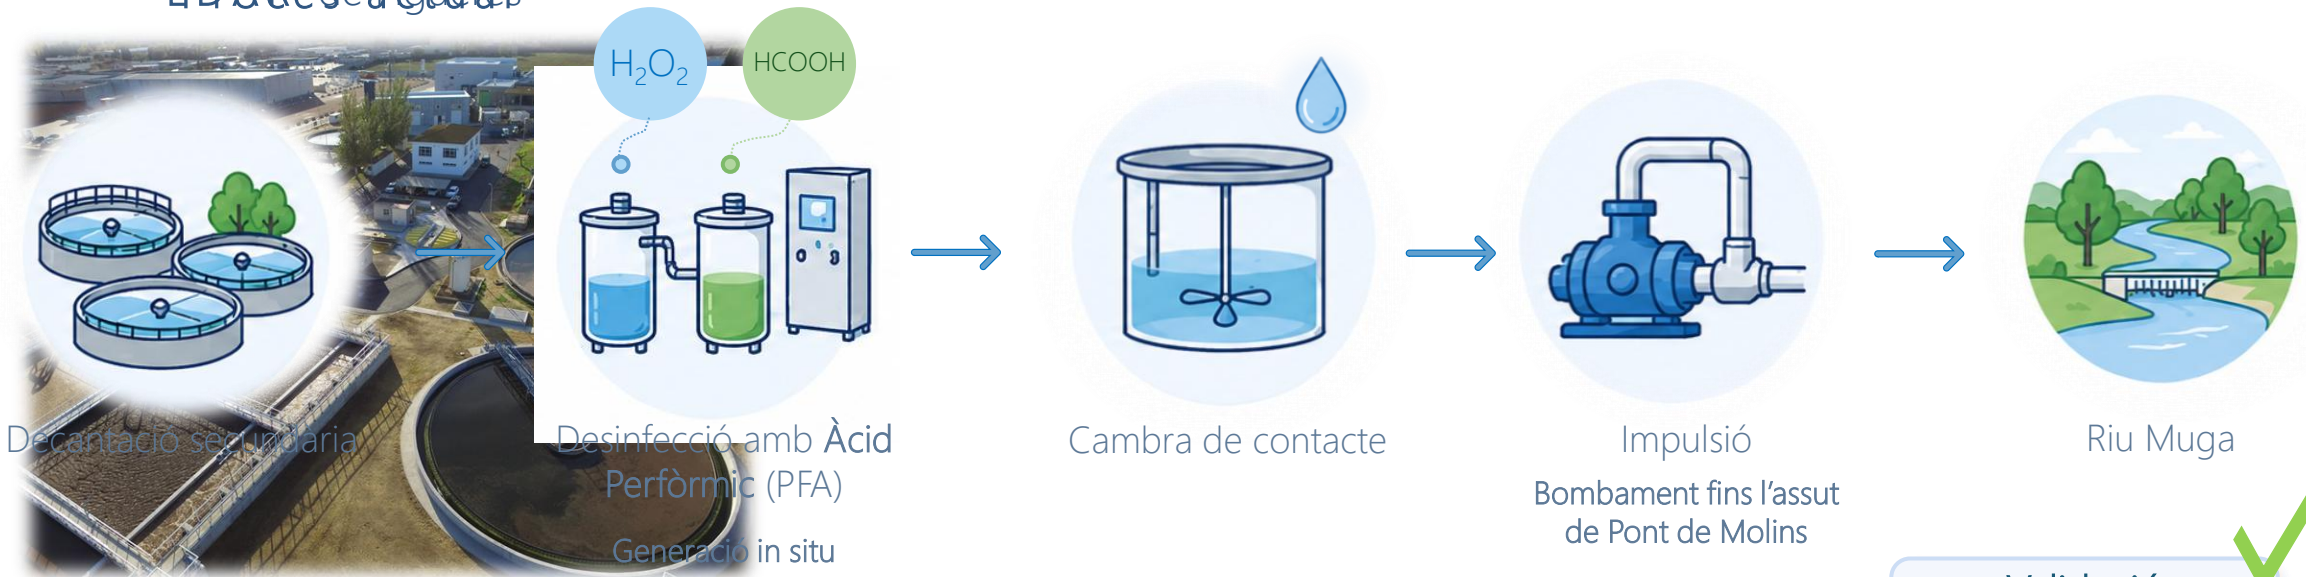 H2O2
HCOOH
Decantació secundària
Desinfecció amb Àcid
Perfòrmic (PFA)
Generació in situ
Cambra de contacte
Impulsió
Bombament fins l'assut
de Pont de Molins
Riu Muga